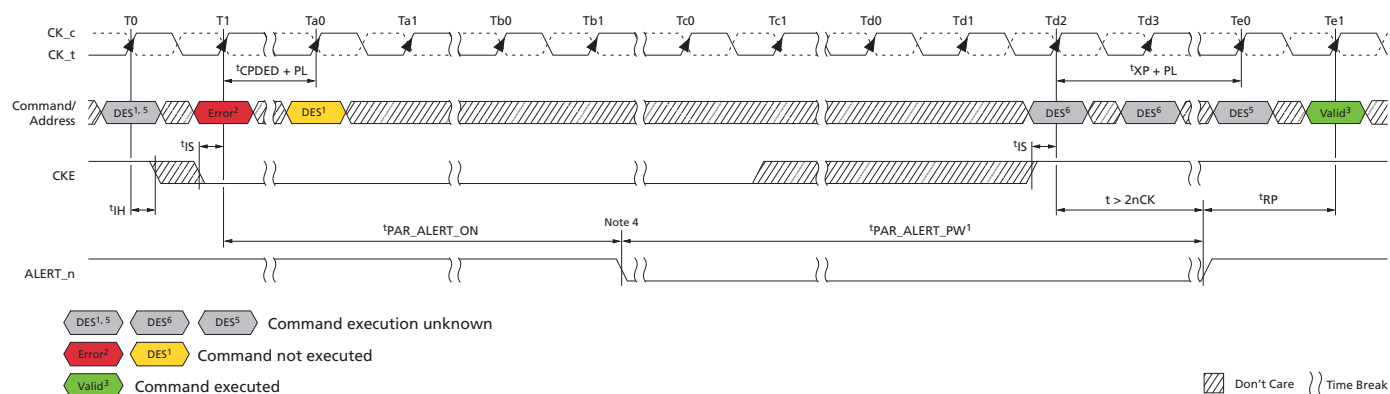 T0 T1 Ta0 Ta1 Tb0 Tb1 Tc0 Tc1 Td0 Td1 Td2 Td3 Te0 Te1
CK_c
CK_t
tCPDED + PL tXP + PL
Command/
Address
DES1, 5 Error2 DES1 DES6 DES6 DES5 Valid3
tIS tIS
CKE
tIH t > 2nCK tRP
Note 4
tPAR_ALERT_ON tPAR_ALERT_PW1
ALERT_n
DES1, 5 DES6 DES5 Command execution unknown
Error2 DES1 Command not executed
Valid3 Command executed
Don't Care Time Break